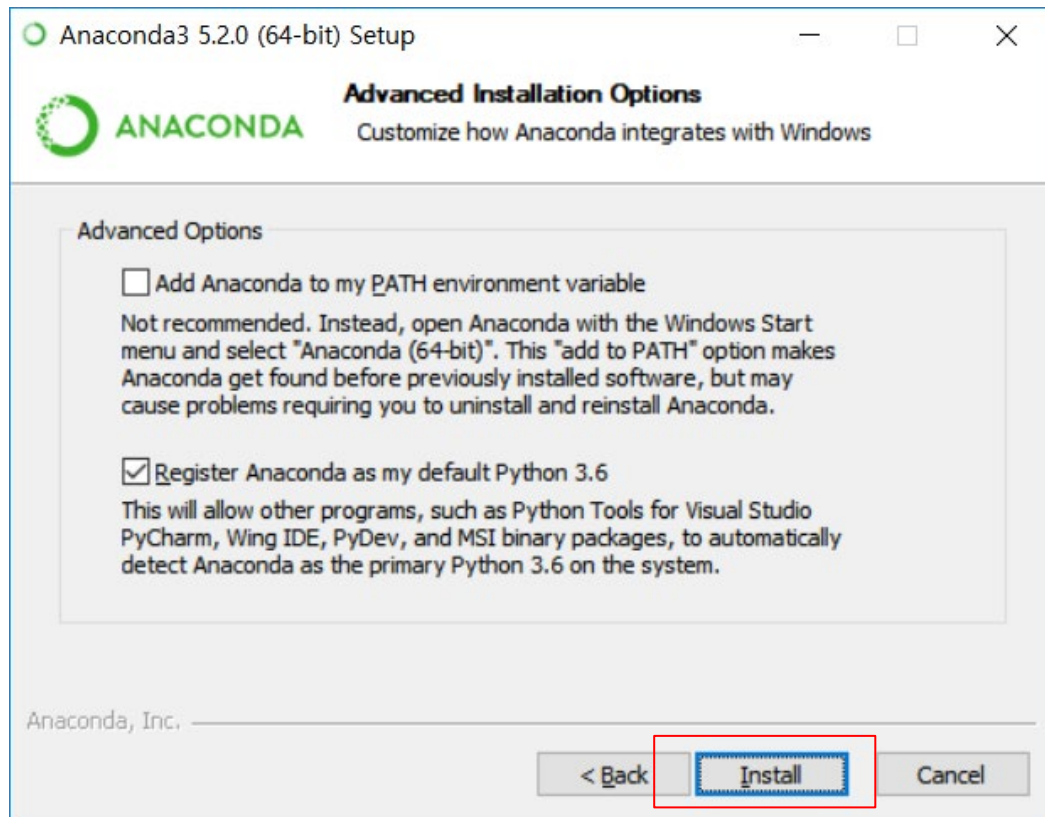 Anaconda3 5.2.0 (64-bit) Setup
ANACONDA
Advanced Installation Options
Customize how Anaconda integrates with Windows
Advanced Options
Add Anaconda to my PATH environment variable
Not recommended. Instead, open Anaconda with the Windows Start
menu and select "Anaconda (64-bit)". This "add to PATH" option makes
Anaconda get found before previously installed software, but may
cause problems requiring you to uninstall and reinstall Anaconda.
Register Anaconda as my default Python 3.6
This will allow other programs, such as Python Tools for Visual Studio
PyCharm, Wing IDE, PyDev, and MSI binary packages, to automatically
detect Anaconda as the primary Python 3.6 on the system.
Anaconda, Inc.
< Back
Install
Cancel